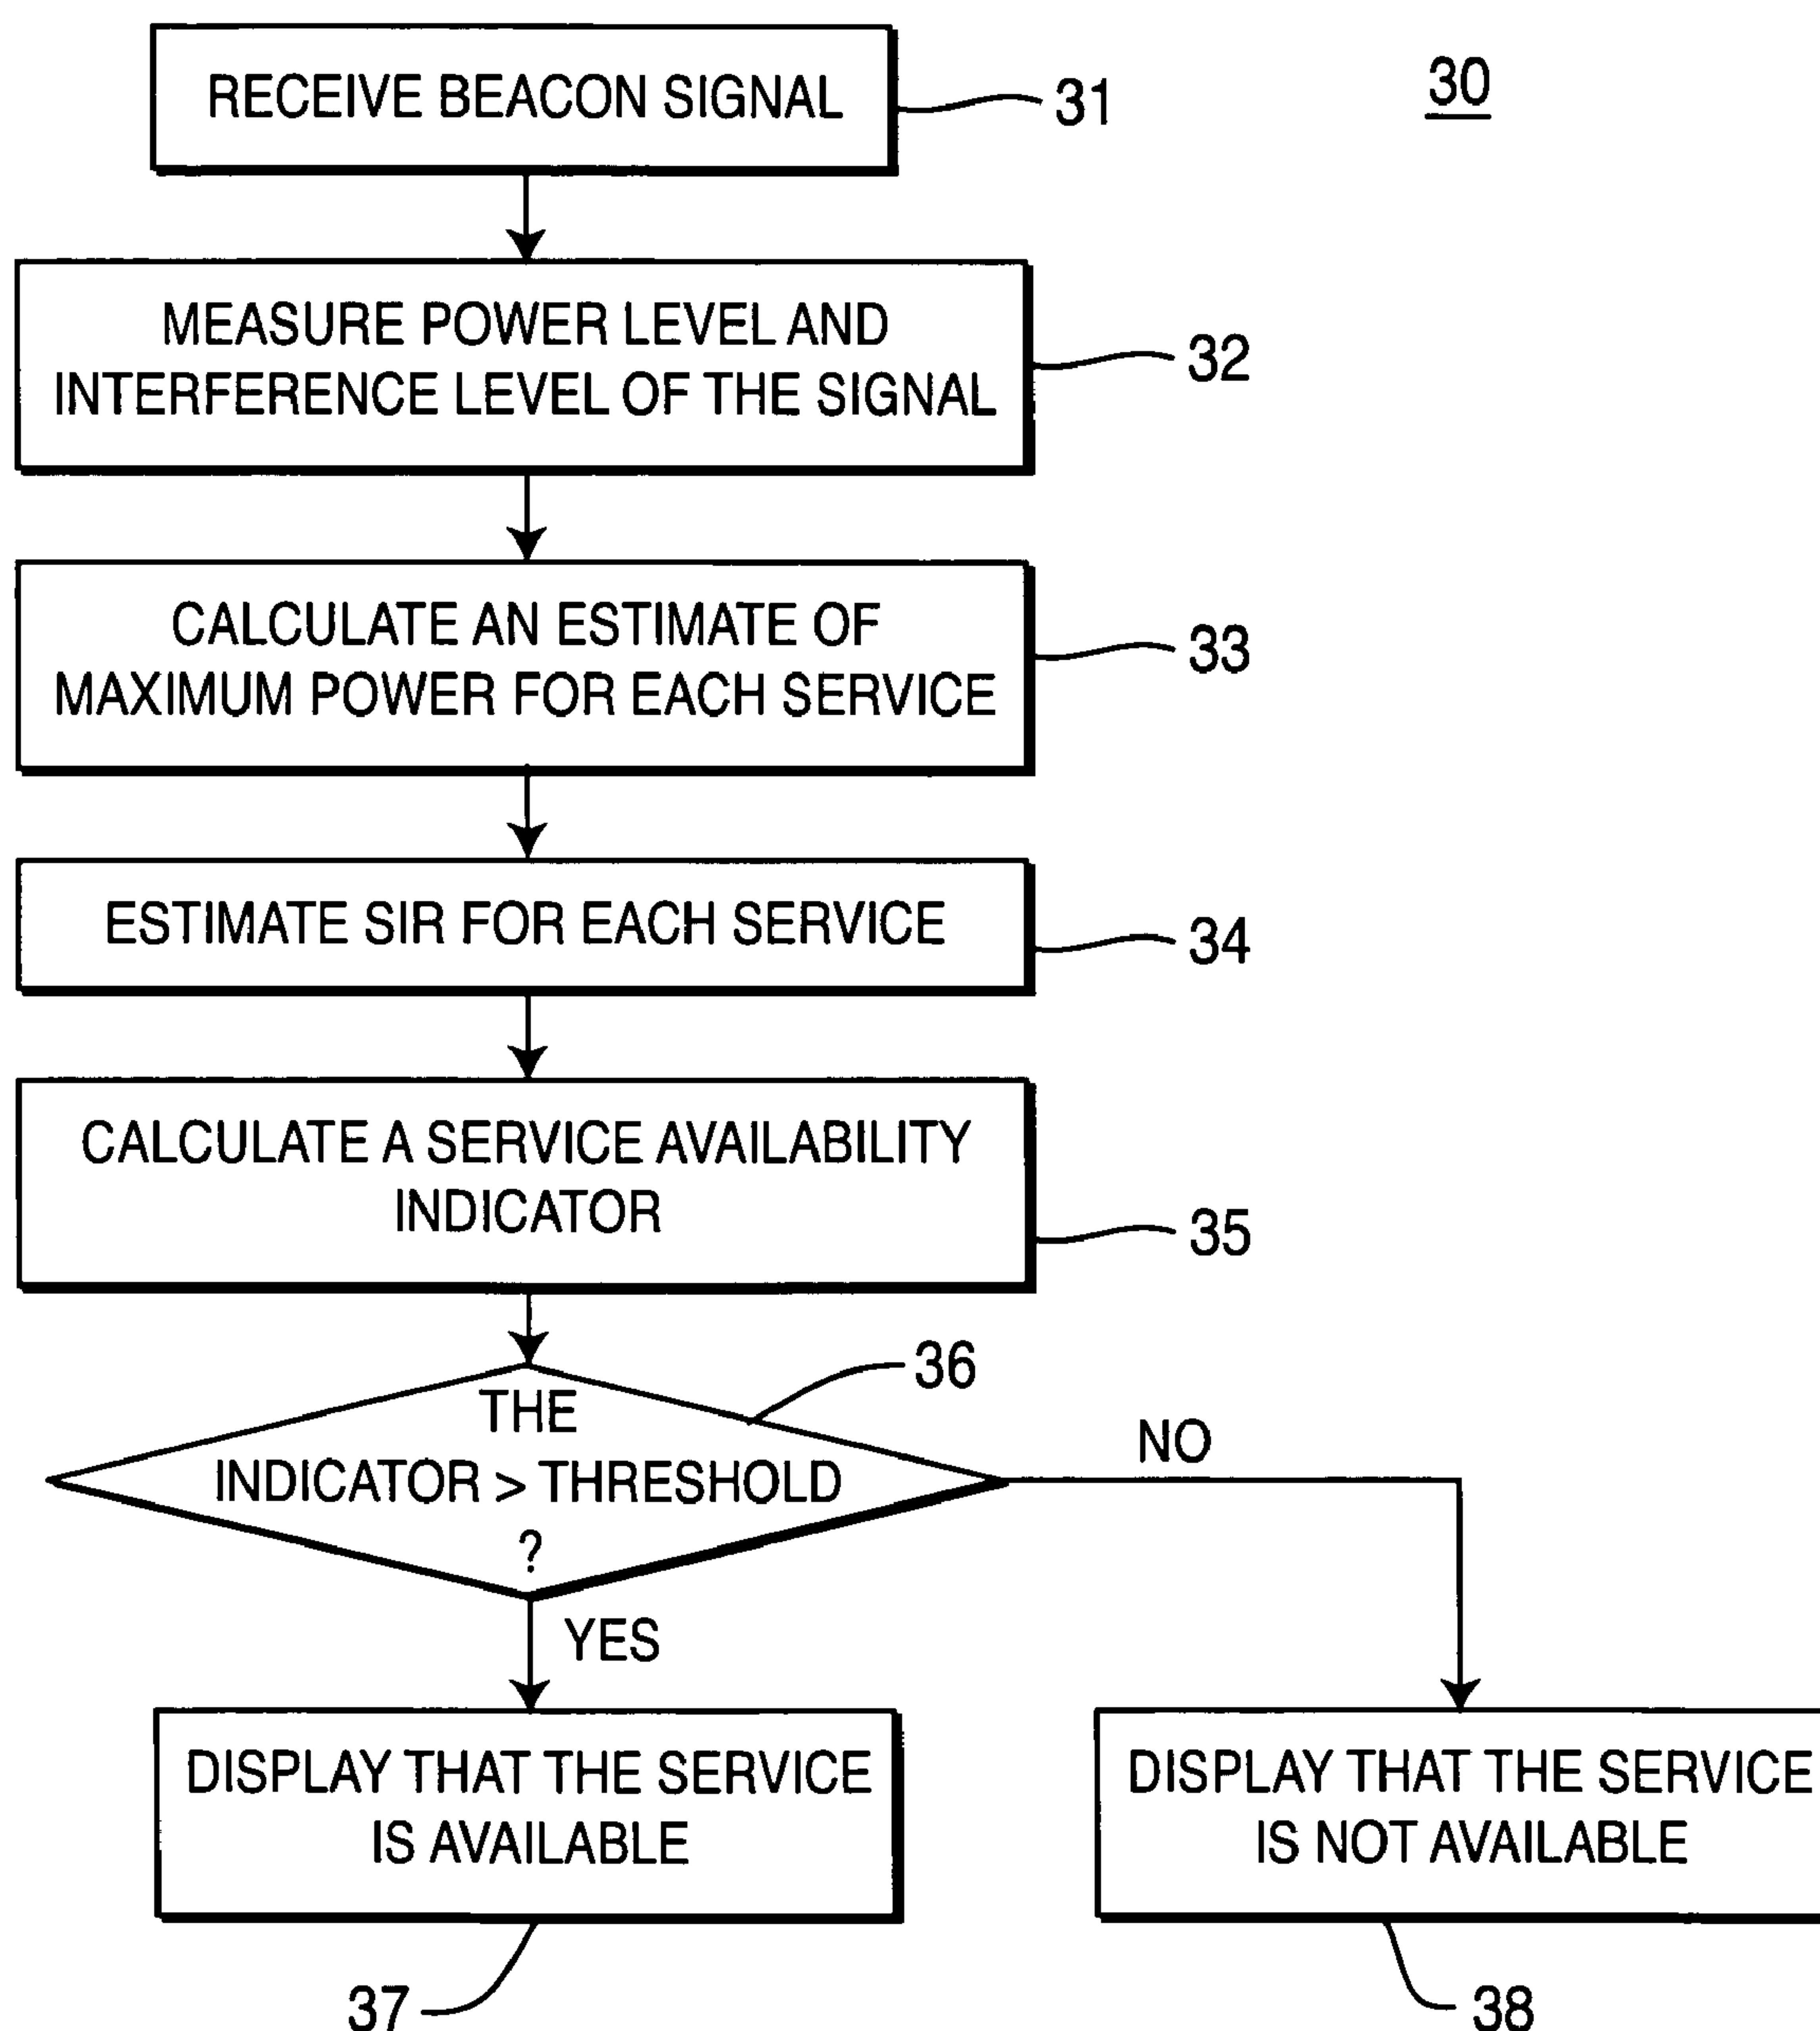 RECEIVE BEACON SIGNAL
31
30
MEASURE POWER LEVEL AND
INTERFERENCE LEVEL OF THE SIGNAL
32
CALCULATE AN ESTIMATE OF
MAXIMUM POWER FOR EACH SERVICE
33
ESTIMATE SIR FOR EACH SERVICE
34
CALCULATE A SERVICE AVAILABILITY
INDICATOR
35
36
THE
INDICATOR > THRESHOLD
?
NO
YES
DISPLAY THAT THE SERVICE
IS AVAILABLE
DISPLAY THAT THE SERVICE
IS NOT AVAILABLE
37
38